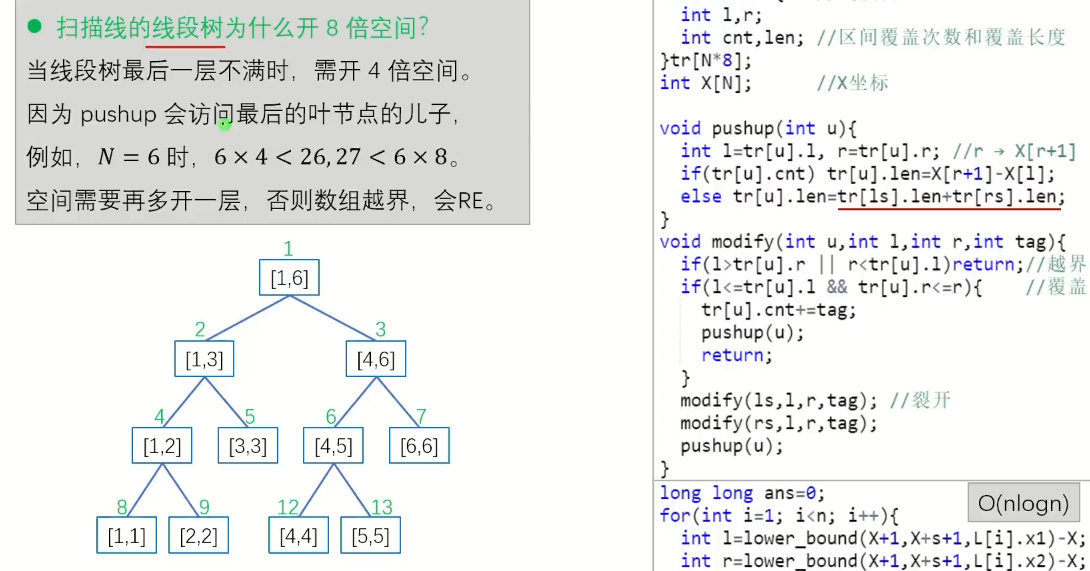 ● 扫描线的线段树为什么开 8 倍空间?
当线段树最后一层不满时，需开 4 倍空间。
因为 pushup 会访问最后的叶节点的儿子，
例如，N = 6 时，6 × 4 < 26, 27 < 6 × 8。
空间需要再多开一层，否则数组越界，会RE。
1
[1,6]
2 3
[1,3] [4,6]
4 5 6 7
[1,2] [3,3] [4,5] [6,6]
8 9 12 13
[1,1] [2,2] [4,4] [5,5]
int l,r;
int cnt,len; //区间覆盖次数和覆盖长度
}tr[N*8];
int X[N]; //X坐标
void pushup(int u){
int l=tr[u].l, r=tr[u].r; //r → X[r+1]
if(tr[u].cnt) tr[u].len=X[r+1]-X[l];
else tr[u].len=tr[ls].len+tr[rs].len;
}
void modify(int u,int l,int r,int tag){
if(l>tr[u].r || r<tr[u].l)return;//越界
if(l<=tr[u].l && tr[u].r<=r){ //覆盖
tr[u].cnt+=tag;
pushup(u);
return;
}
modify(ls,l,r,tag); //裂开
modify(rs,l,r,tag);
pushup(u);
}
long long ans=0;
O(nlogn)
for(int i=1; i<n; i++){
int l=lower_bound(X+1,X+s+1,L[i].x1)-X;
int r=lower_bound(X+1,X+s+1,L[i].x2)-X;